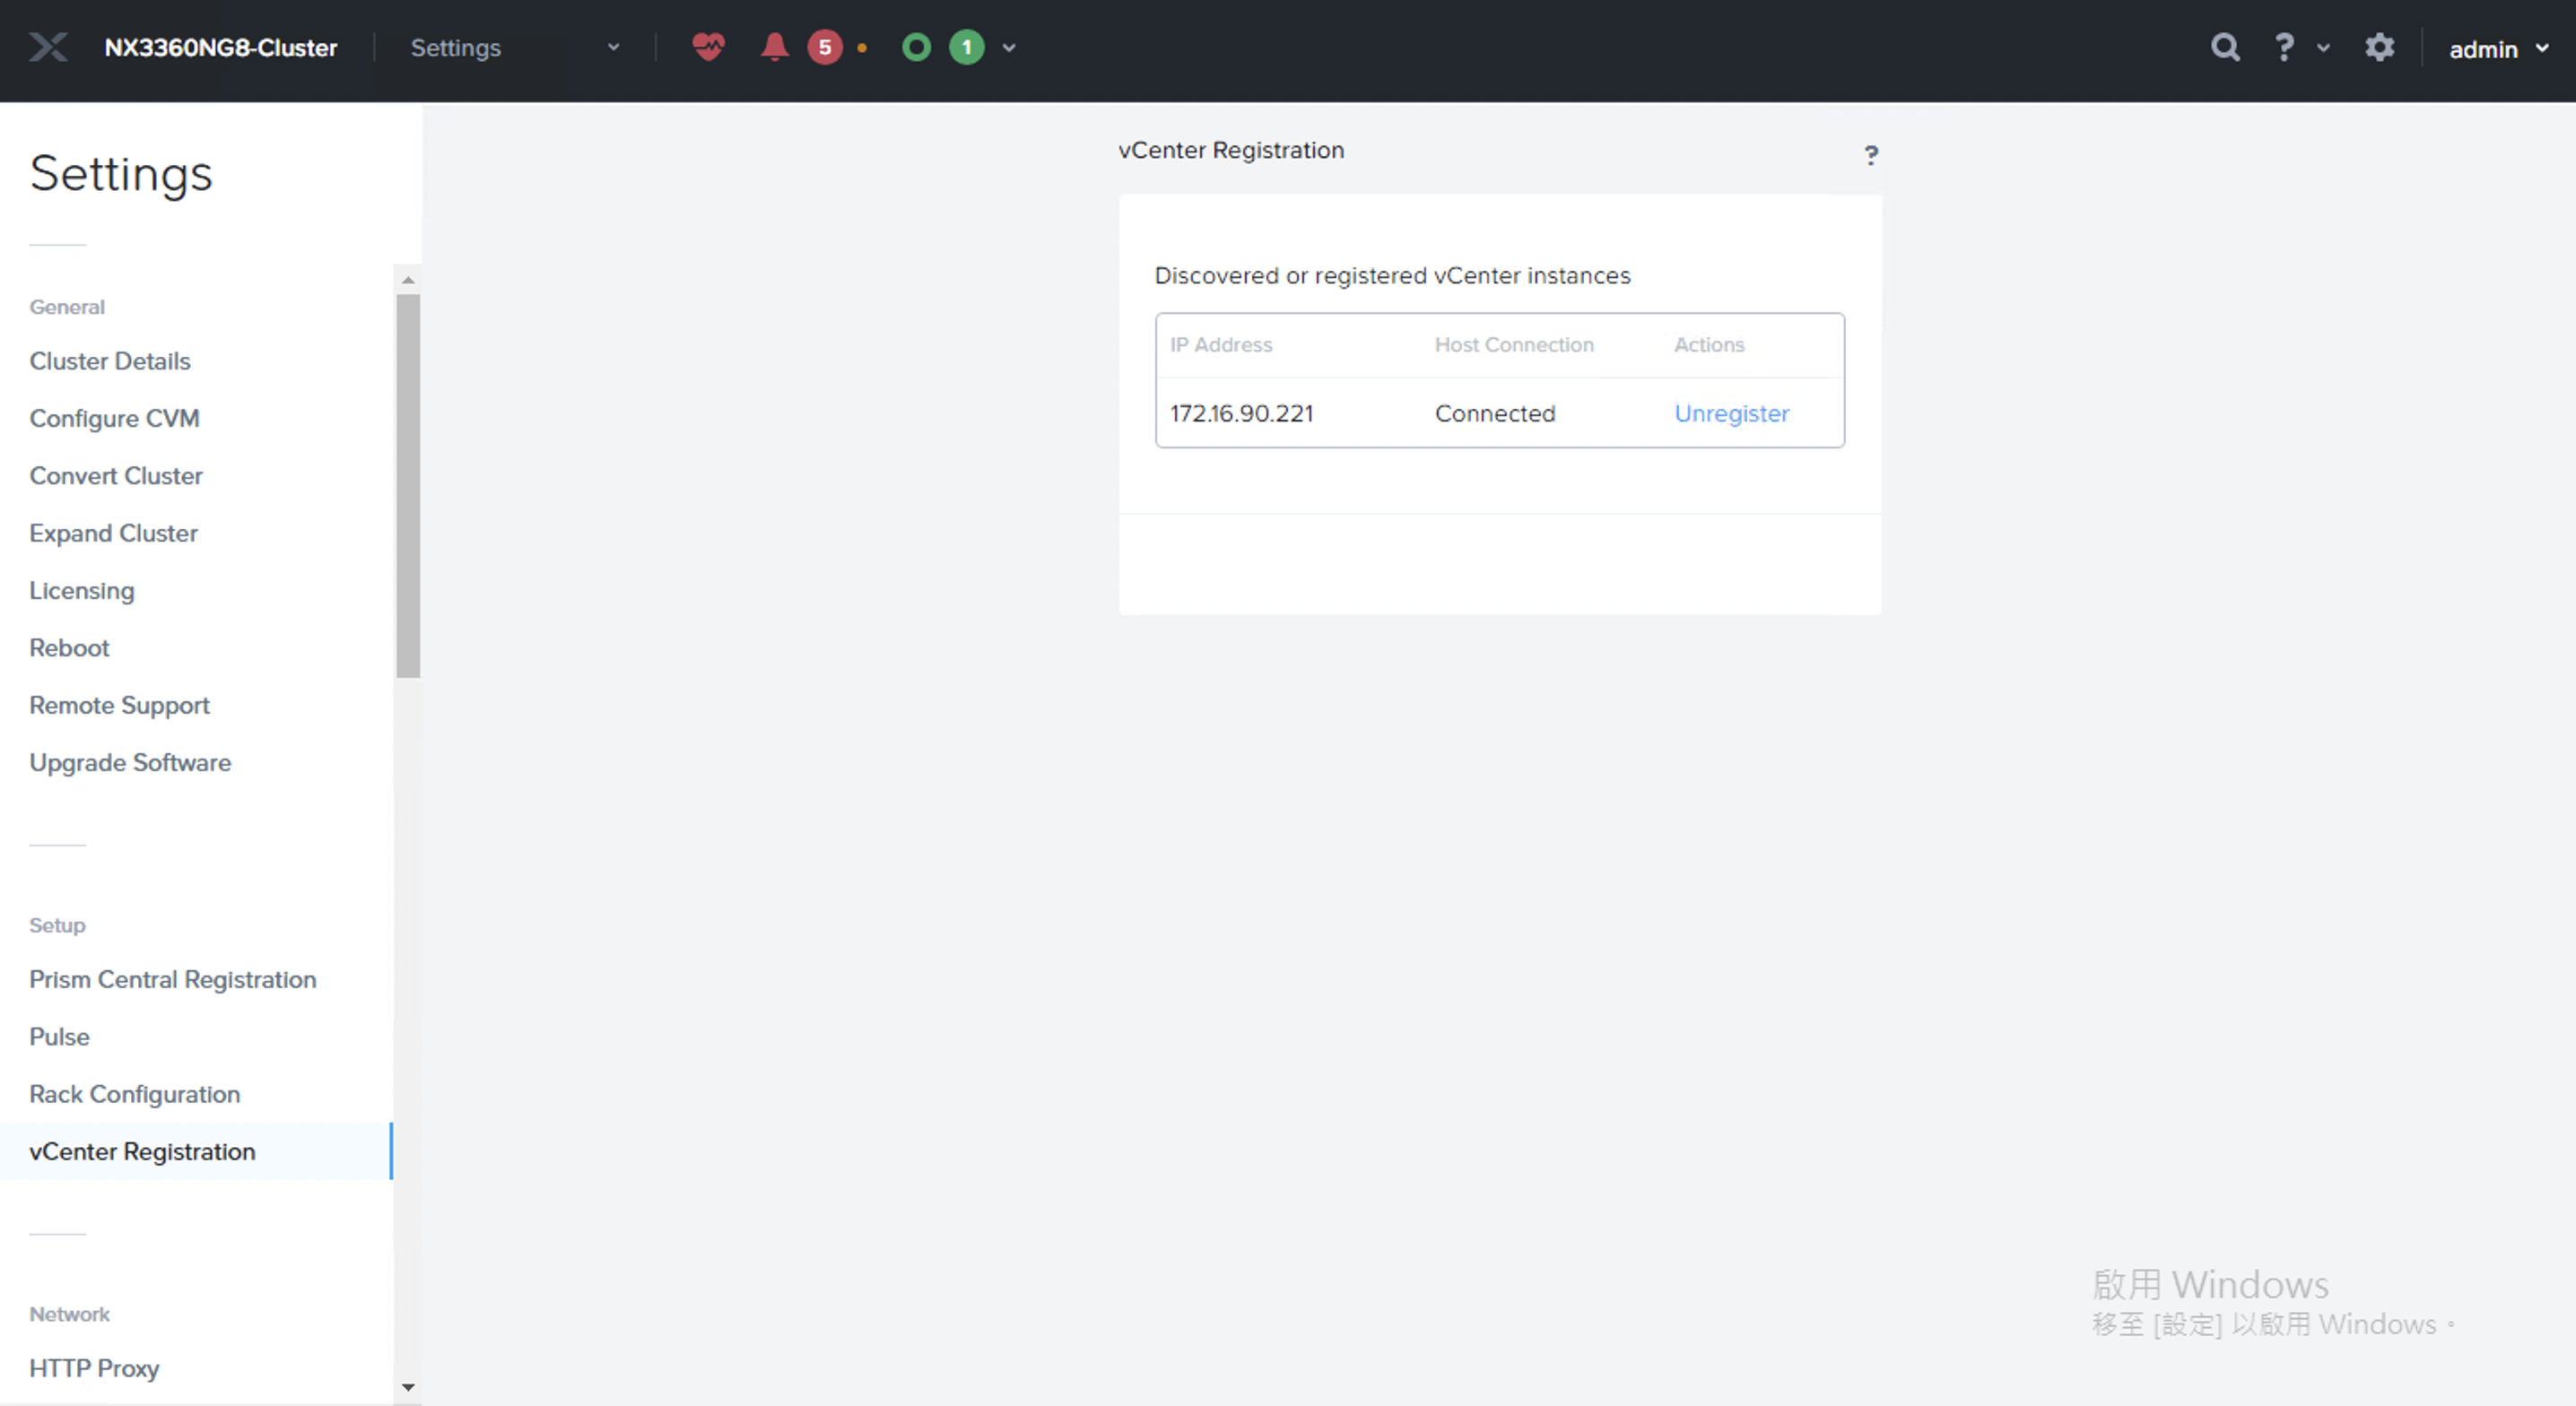 NX3360NG8-Cluster Settings 5 1 ? admin
Settings
General
Cluster Details
Configure CVM
Convert Cluster
Expand Cluster
Licensing
Reboot
Remote Support
Upgrade Software
Setup
Prism Central Registration
Pulse
Rack Configuration
vCenter Registration
Network
HTTP Proxy
vCenter Registration ?
Discovered or registered vCenter instances
IP Address Host Connection Actions
172.16.90.221 Connected Unregister
啟用 Windows
移至 [設定] 以啟用 Windows。